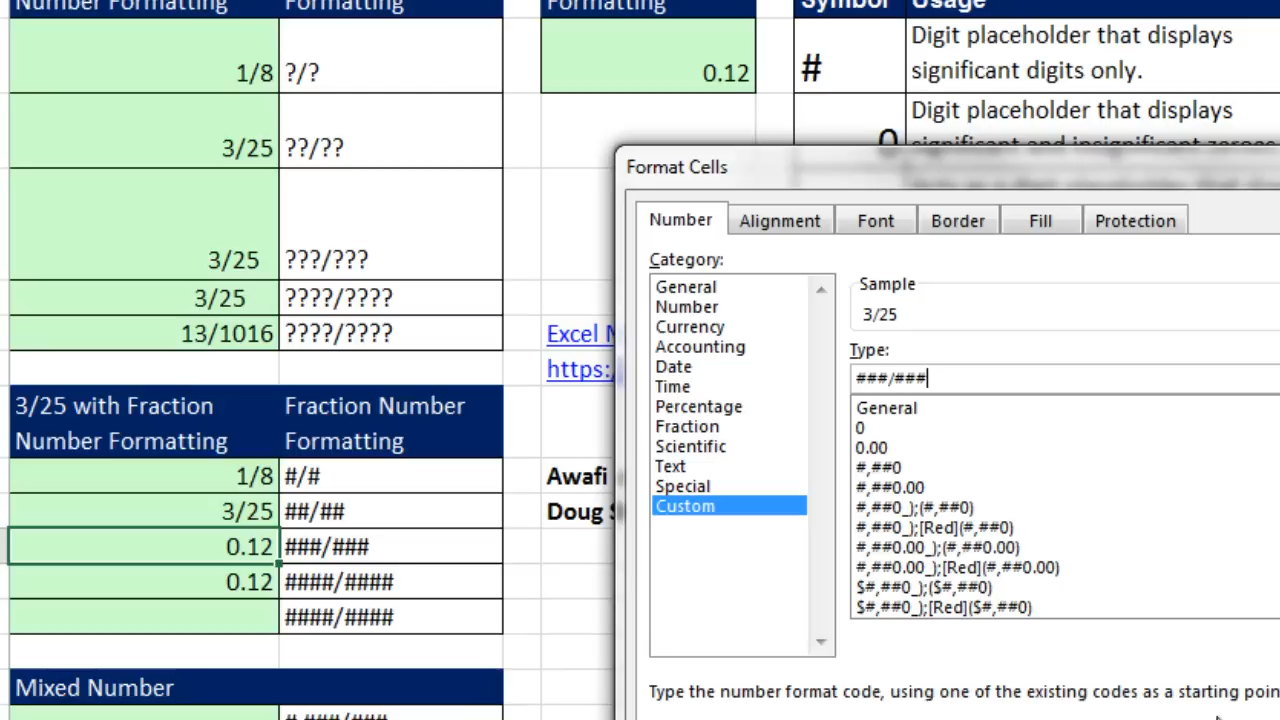 Number Formatting Formatting Formatting Symbol Usage
1/8 ?/? 0.12 # Digit placeholder that displays
significant digits only.
3/25 ??/?? 0 Digit placeholder that displays
significant and insignificant zeroes
Format Cells
Number Alignment Font Border Fill Protection
3/25 ???/???
3/25 ????/????
13/1016 ????/????
Excel
https:/
Category:
General
Number
Currency
Accounting
Date
Time
Percentage
Fraction
Scientific
Text
Special
Custom
Sample
3/25
Type:
###/###
General
0
0.00
#,##0
#,##0.00
#,##0_);(#,##0)
#,##0_);[Red](#,##0)
#,##0.00_);(#,##0.00)
#,##0.00_);[Red](#,##0.00)
$#,##0_);($#,##0)
$#,##0_);[Red]($#,##0)
Type the number format code, using one of the existing codes as a starting poin
3/25 with Fraction Fraction Number
Number Formatting Formatting
1/8 #/# Awafi
3/25 ##/## Doug
0.12 ###/###
0.12 ####/####
####/####
Mixed Number
# ###/###